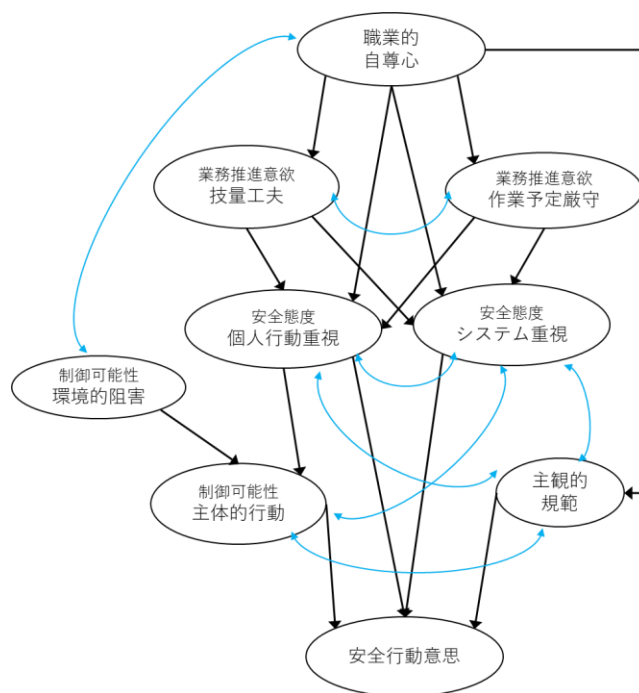 職業的
自尊心
業務推進意欲
技量工夫
業務推進意欲
作業予定厳守
安全態度
個人行動重視
安全態度
システム重視
制御可能性
環境的阻害
制御可能性
主体的行動
主観的
規範
安全行動意思